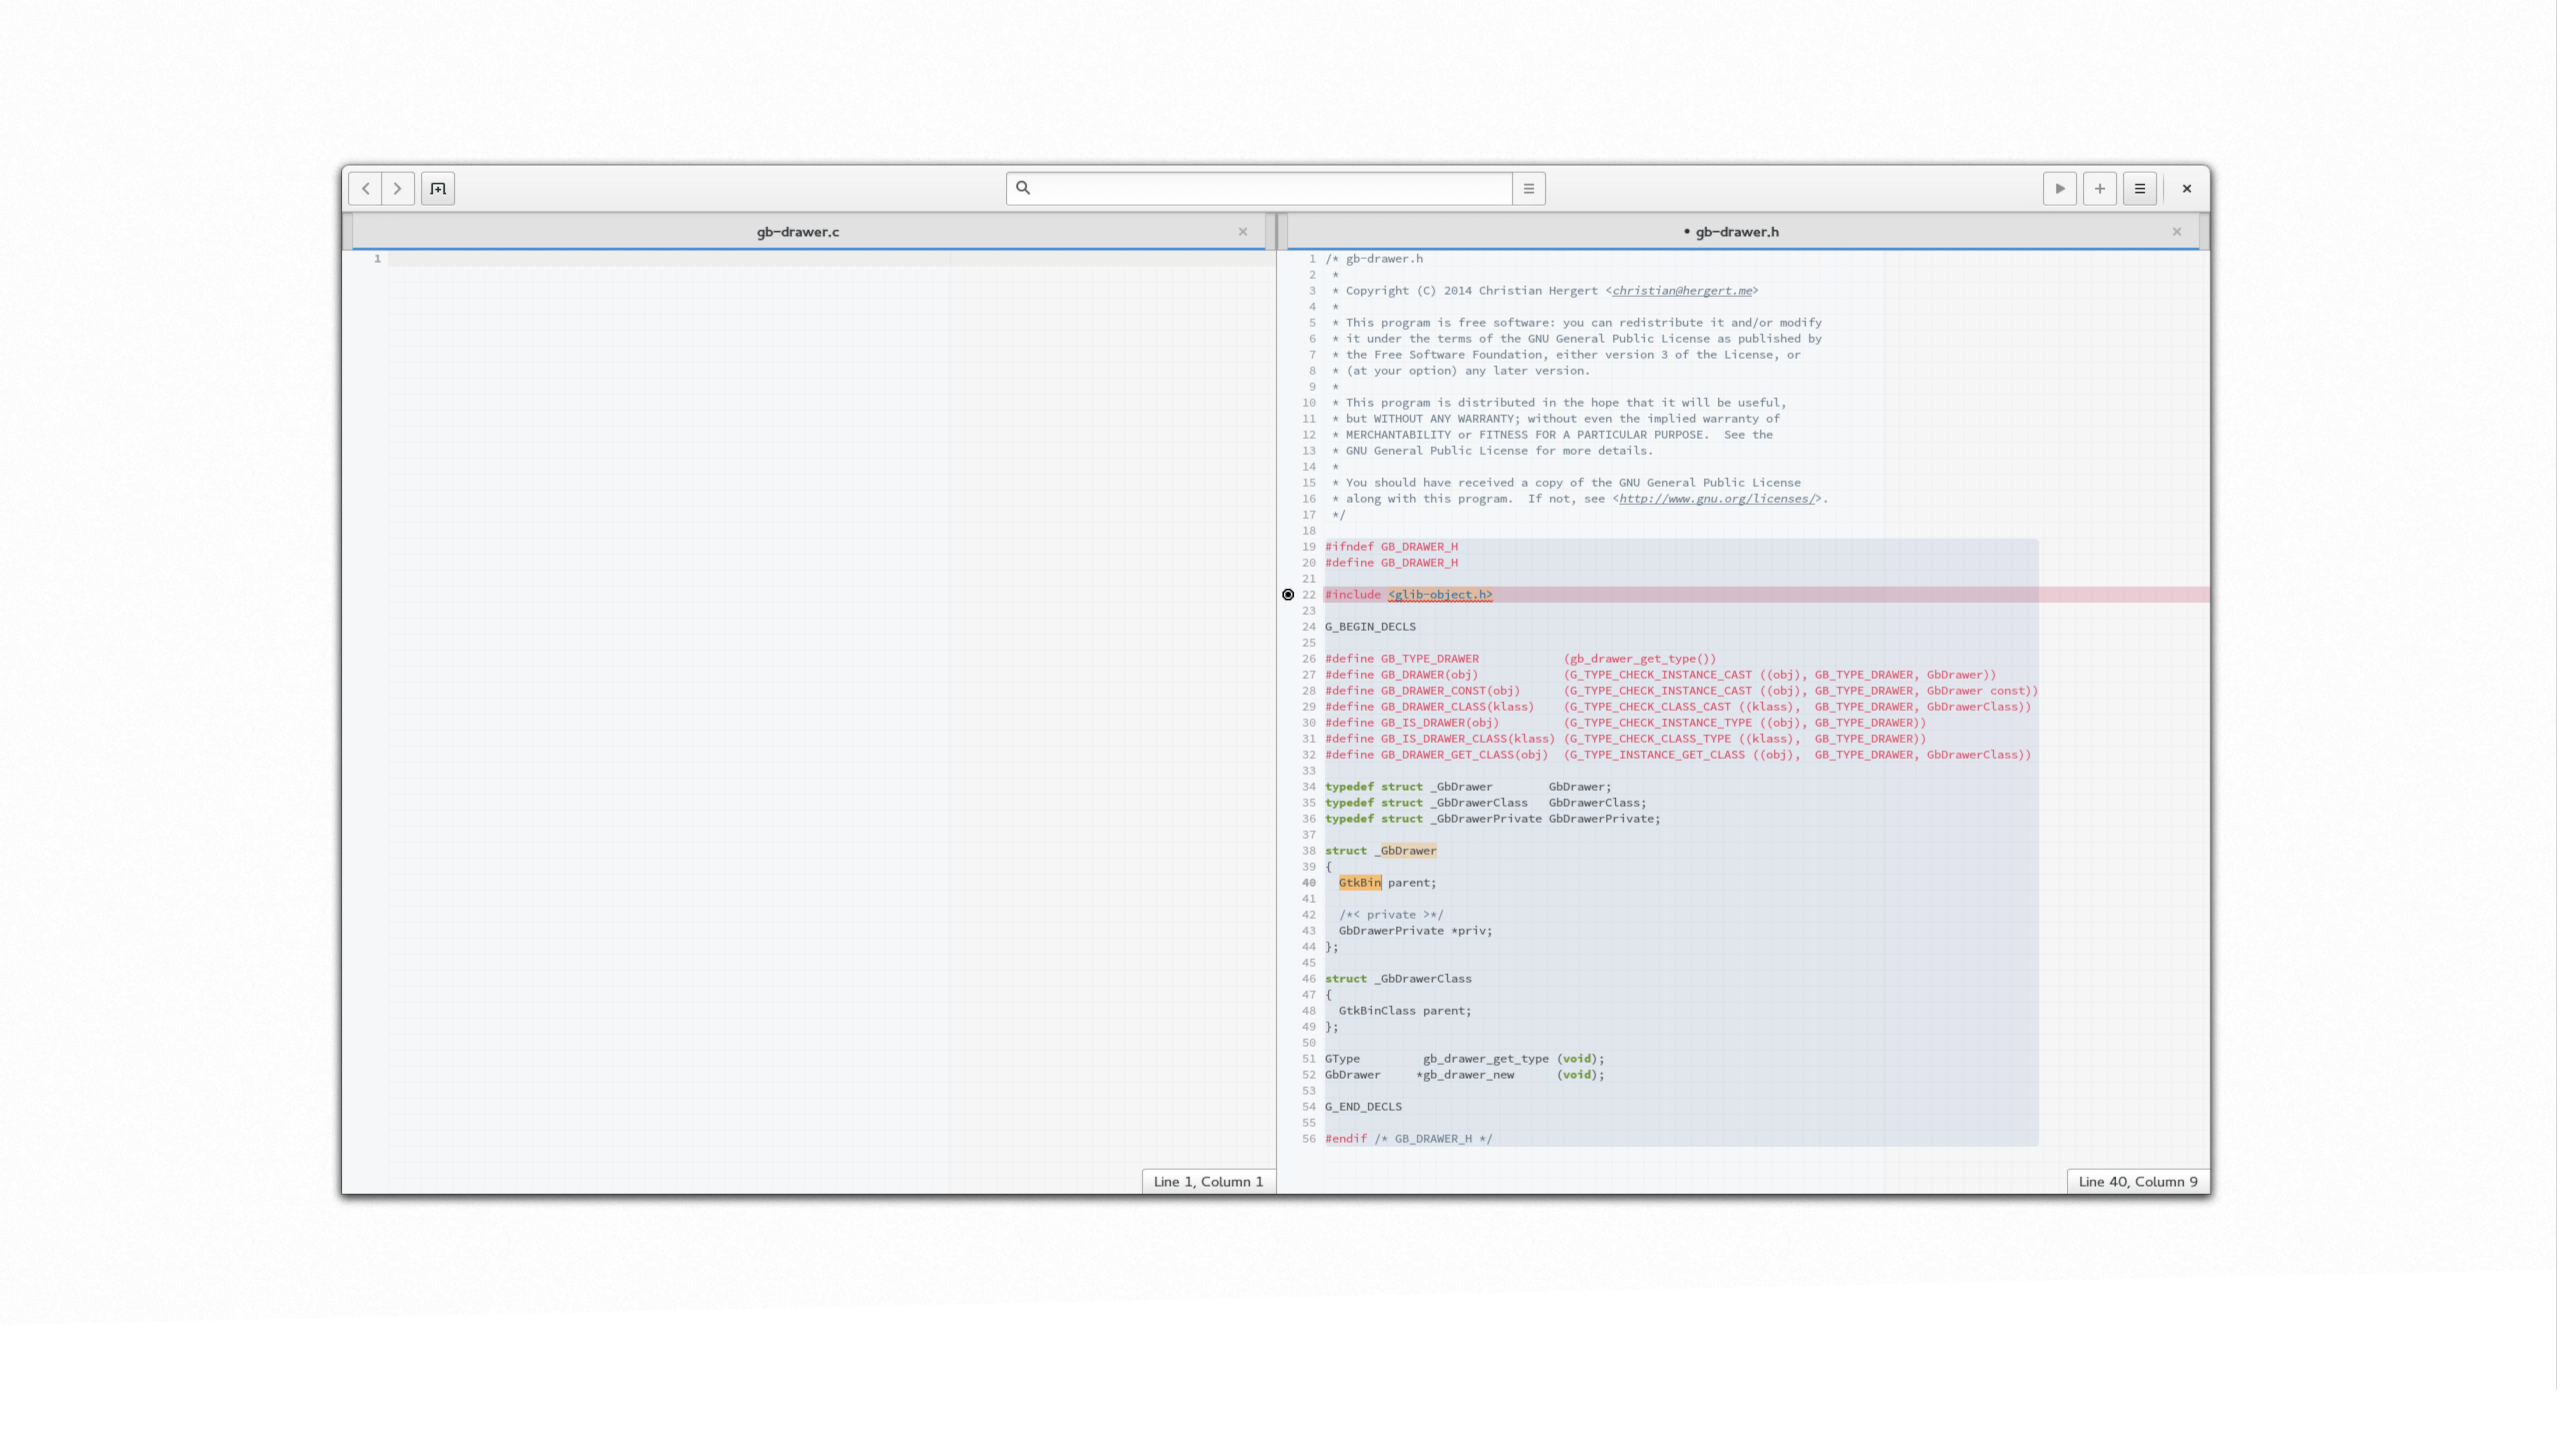 gb-drawer.c
• gb-drawer.h
1
1 /* gb-drawer.h
2  *
3  * Copyright (C) 2014 Christian Hergert <christian@hergert.me>
4  *
5  * This program is free software: you can redistribute it and/or modify
6  * it under the terms of the GNU General Public License as published by
7  * the Free Software Foundation, either version 3 of the License, or
8  * (at your option) any later version.
9  *
10  * This program is distributed in the hope that it will be useful,
11  * but WITHOUT ANY WARRANTY; without even the implied warranty of
12  * MERCHANTABILITY or FITNESS FOR A PARTICULAR PURPOSE.  See the
13  * GNU General Public License for more details.
14  *
15  * You should have received a copy of the GNU General Public License
16  * along with this program.  If not, see <http://www.gnu.org/licenses/>.
17  */
18
19 #ifndef GB_DRAWER_H
20 #define GB_DRAWER_H
21
22 #include <glib-object.h>
23
24 G_BEGIN_DECLS
25
26 #define GB_TYPE_DRAWER            (gb_drawer_get_type())
27 #define GB_DRAWER(obj)            (G_TYPE_CHECK_INSTANCE_CAST ((obj), GB_TYPE_DRAWER, GbDrawer))
28 #define GB_DRAWER_CONST(obj)      (G_TYPE_CHECK_INSTANCE_CAST ((obj), GB_TYPE_DRAWER, GbDrawer const))
29 #define GB_DRAWER_CLASS(klass)    (G_TYPE_CHECK_CLASS_CAST ((klass),  GB_TYPE_DRAWER, GbDrawerClass))
30 #define GB_IS_DRAWER(obj)         (G_TYPE_CHECK_INSTANCE_TYPE ((obj), GB_TYPE_DRAWER))
31 #define GB_IS_DRAWER_CLASS(klass) (G_TYPE_CHECK_CLASS_TYPE ((klass),  GB_TYPE_DRAWER))
32 #define GB_DRAWER_GET_CLASS(obj)  (G_TYPE_INSTANCE_GET_CLASS ((obj),  GB_TYPE_DRAWER, GbDrawerClass))
33
34 typedef struct _GbDrawer        GbDrawer;
35 typedef struct _GbDrawerClass   GbDrawerClass;
36 typedef struct _GbDrawerPrivate GbDrawerPrivate;
37
38 struct _GbDrawer
39 {
40   GtkBin parent;
41
42   /*< private >*/
43   GbDrawerPrivate *priv;
44 };
45
46 struct _GbDrawerClass
47 {
48   GtkBinClass parent;
49 };
50
51 GType         gb_drawer_get_type (void);
52 GbDrawer     *gb_drawer_new      (void);
53
54 G_END_DECLS
55
56 #endif /* GB_DRAWER_H */
Line 1, Column 1
Line 40, Column 9